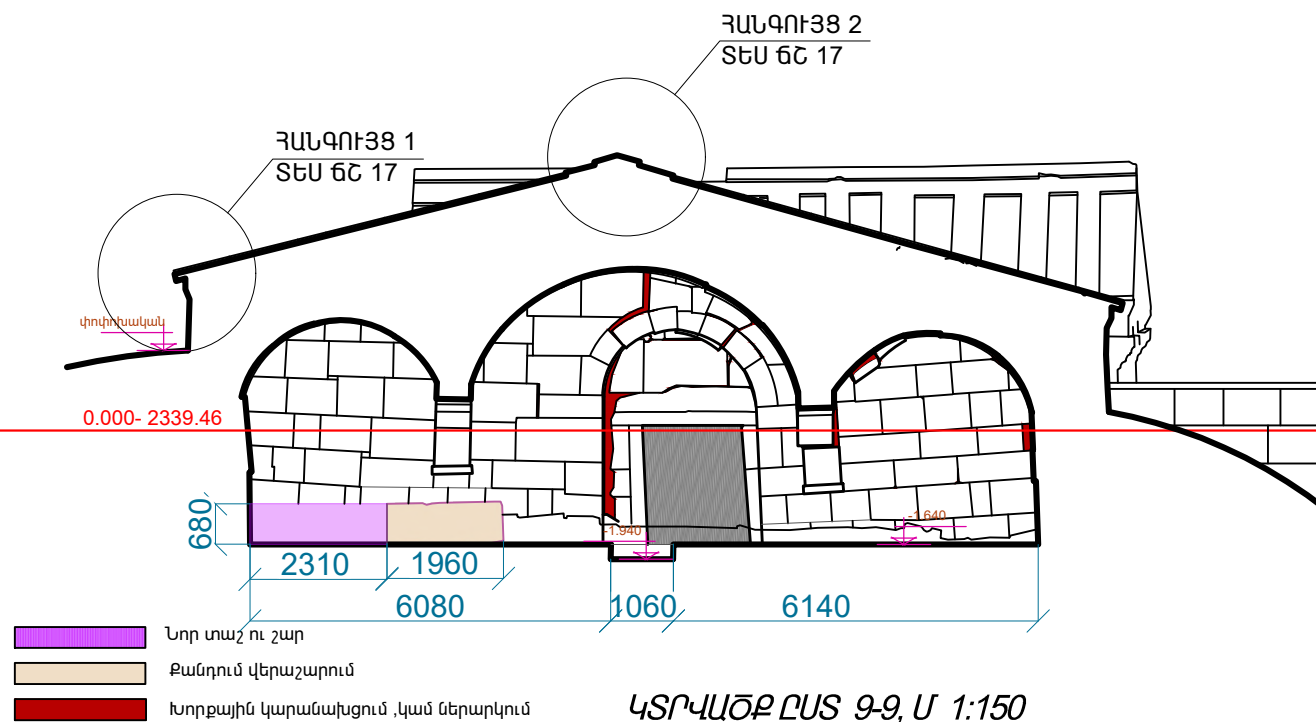 ՀԱՆԳՈՒՅՑ 2
ՏԵՍ ՃՇ 17
ՀԱՆԳՈՒՅՑ 1
ՏԵՍ ՃՇ 17
փոփոխական
0.000- 2339.46
680
-1.940
-1.640
2310
1960
6080
1060
6140
Նոր տաշ ու շար
Քանդում վերաշարում
Խորքային կարանախցում ,կամ ներարկում
ԿՏՐՎԱԾՔ ԸՍՏ 9-9, Մ 1:150